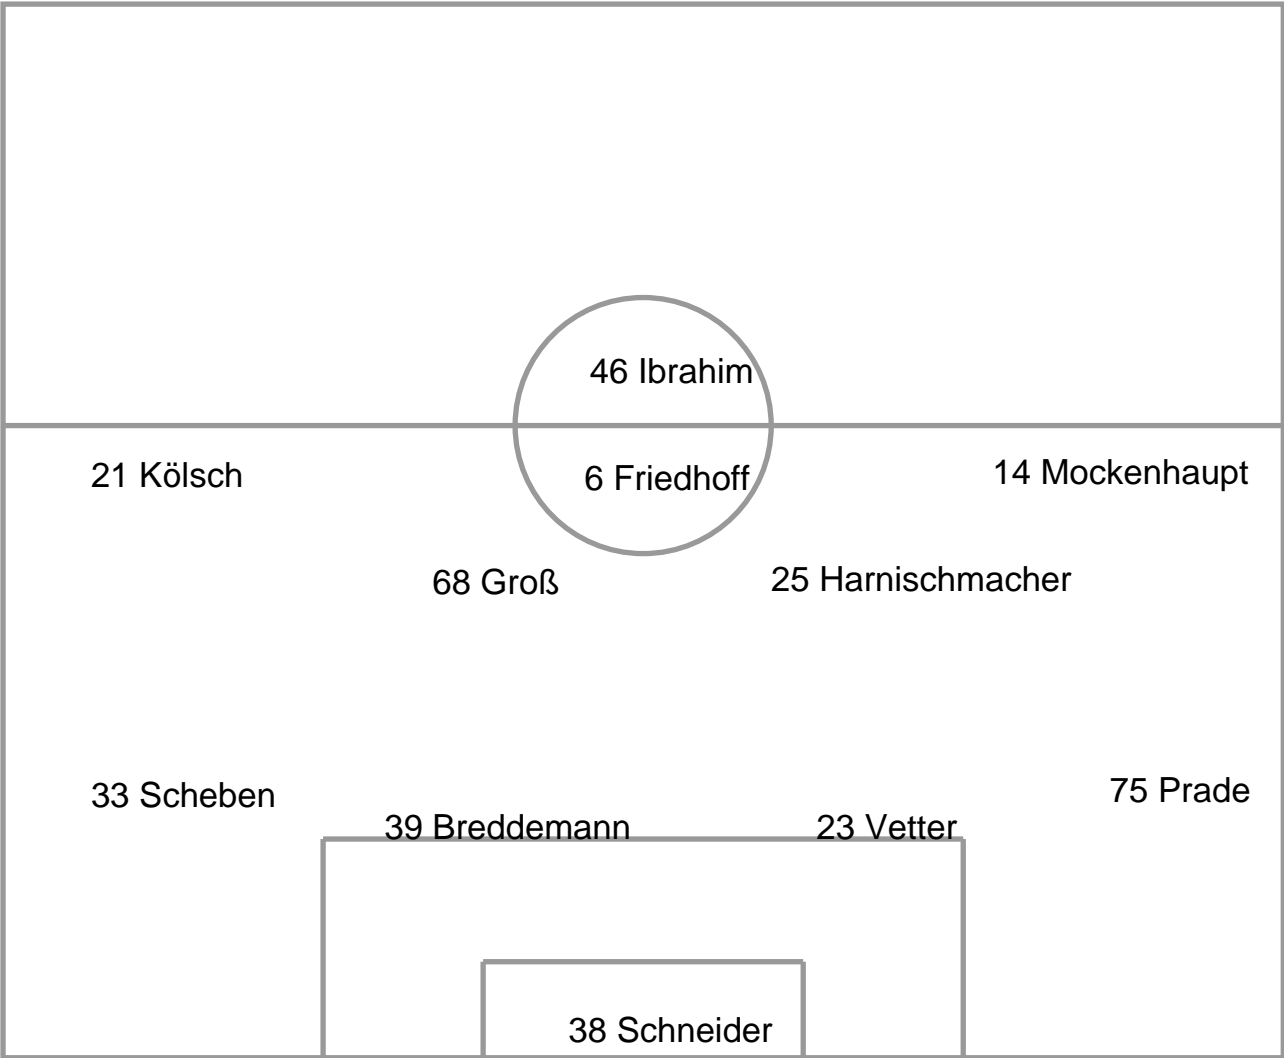 46 Ibrahim
21 Kölsch
6 Friedhoff
14 Mockenhaupt
68 Groß
25 Harnischmacher
33 Scheben
75 Prade
39 Breddemann
23 Vetter
38 Schneider